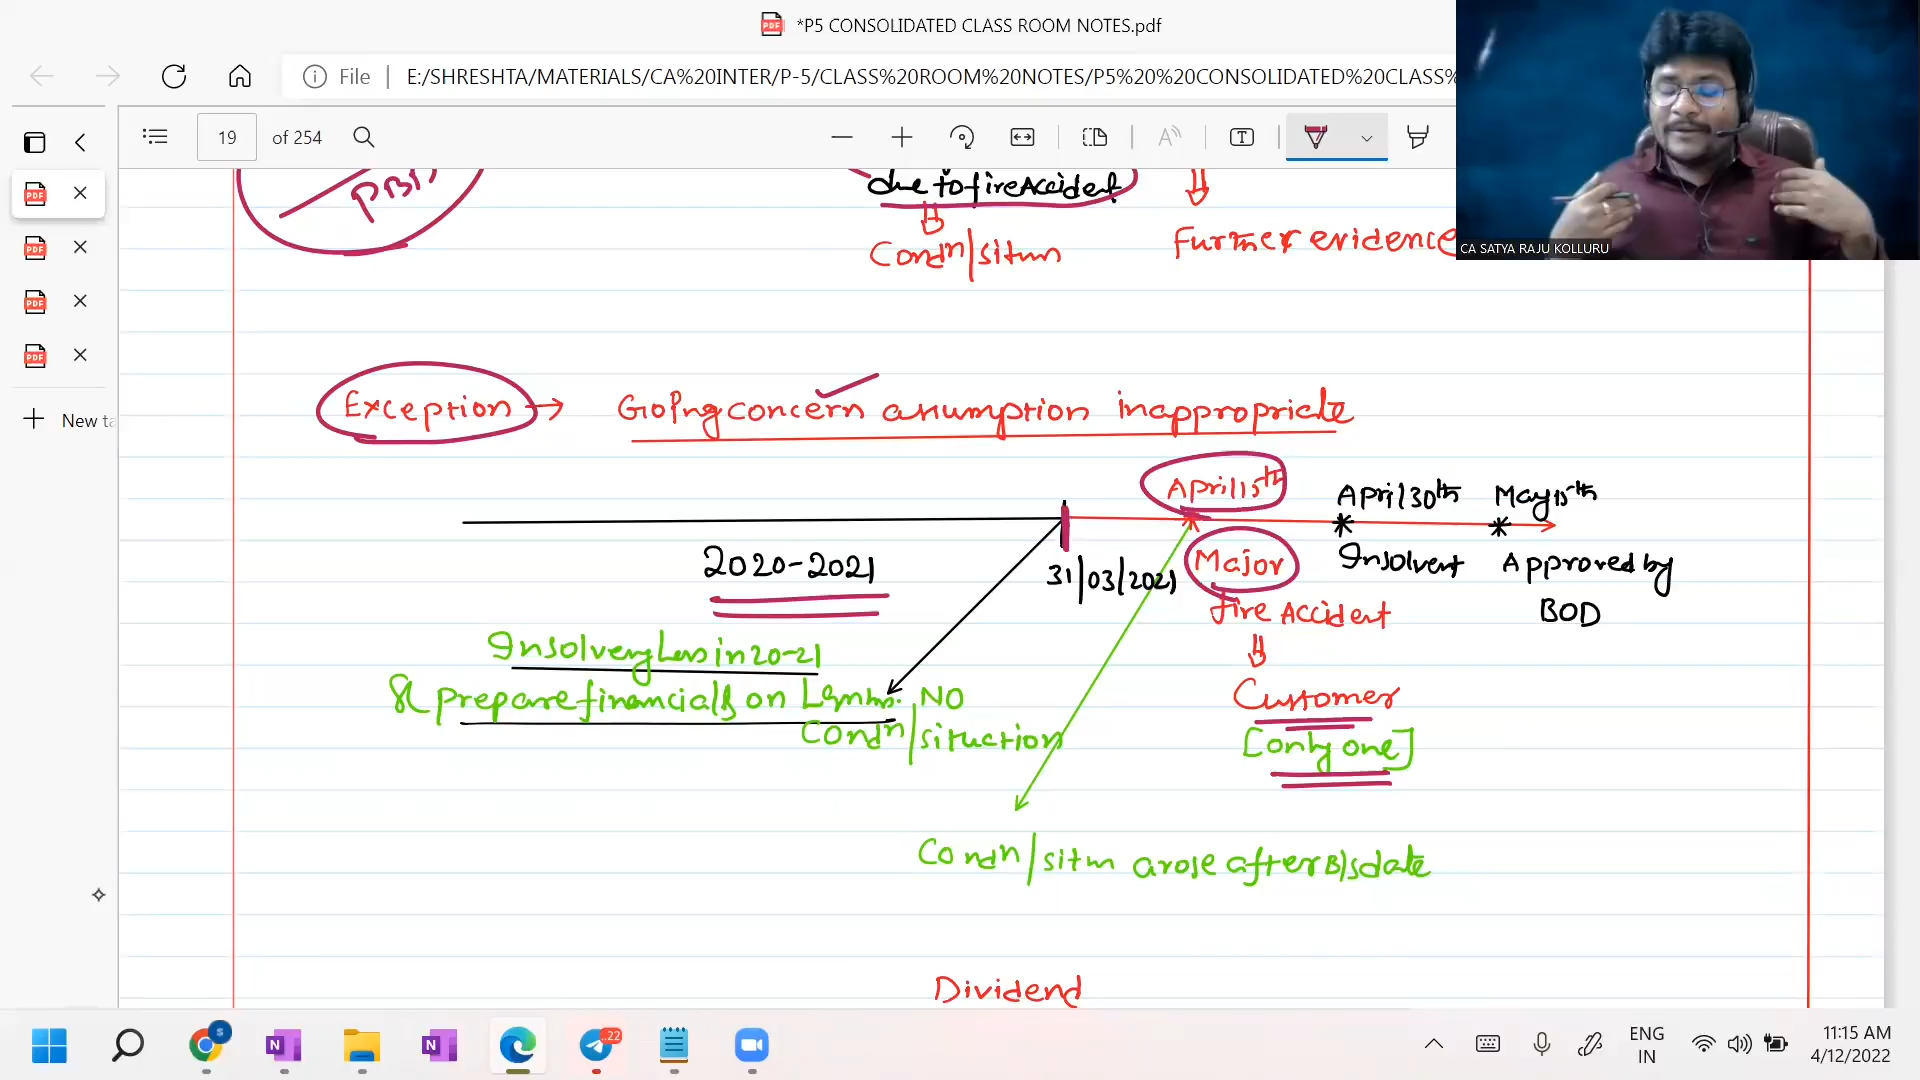 *P5 CONSOLIDATED CLASS ROOM NOTES.pdf
File | E:/SHRESHTA/MATERIALS/CA%20INTER/P-5/CLASS%20ROOM%20NOTES/P5%20%20CONSOLIDATED%20CLASS%
19 of 254
CA SATYA RAJU KOLLURU
New ta
due to fire Accident
Condn/situn
Further evidence
Exception → Going concern assumption inappropriate
April 15th
April 30th
May 15th
2020-2021
31/03/2021
Major
fire Accident
Insolvent
Approved by
BOD
Insolvency Loss in 20-21
& prepare financials on
NO
Condn/situation
Customer
[only one]
Condn/sitn arose after B/s date
Dividend
..22
ENG
IN
11:15 AM
4/12/2022